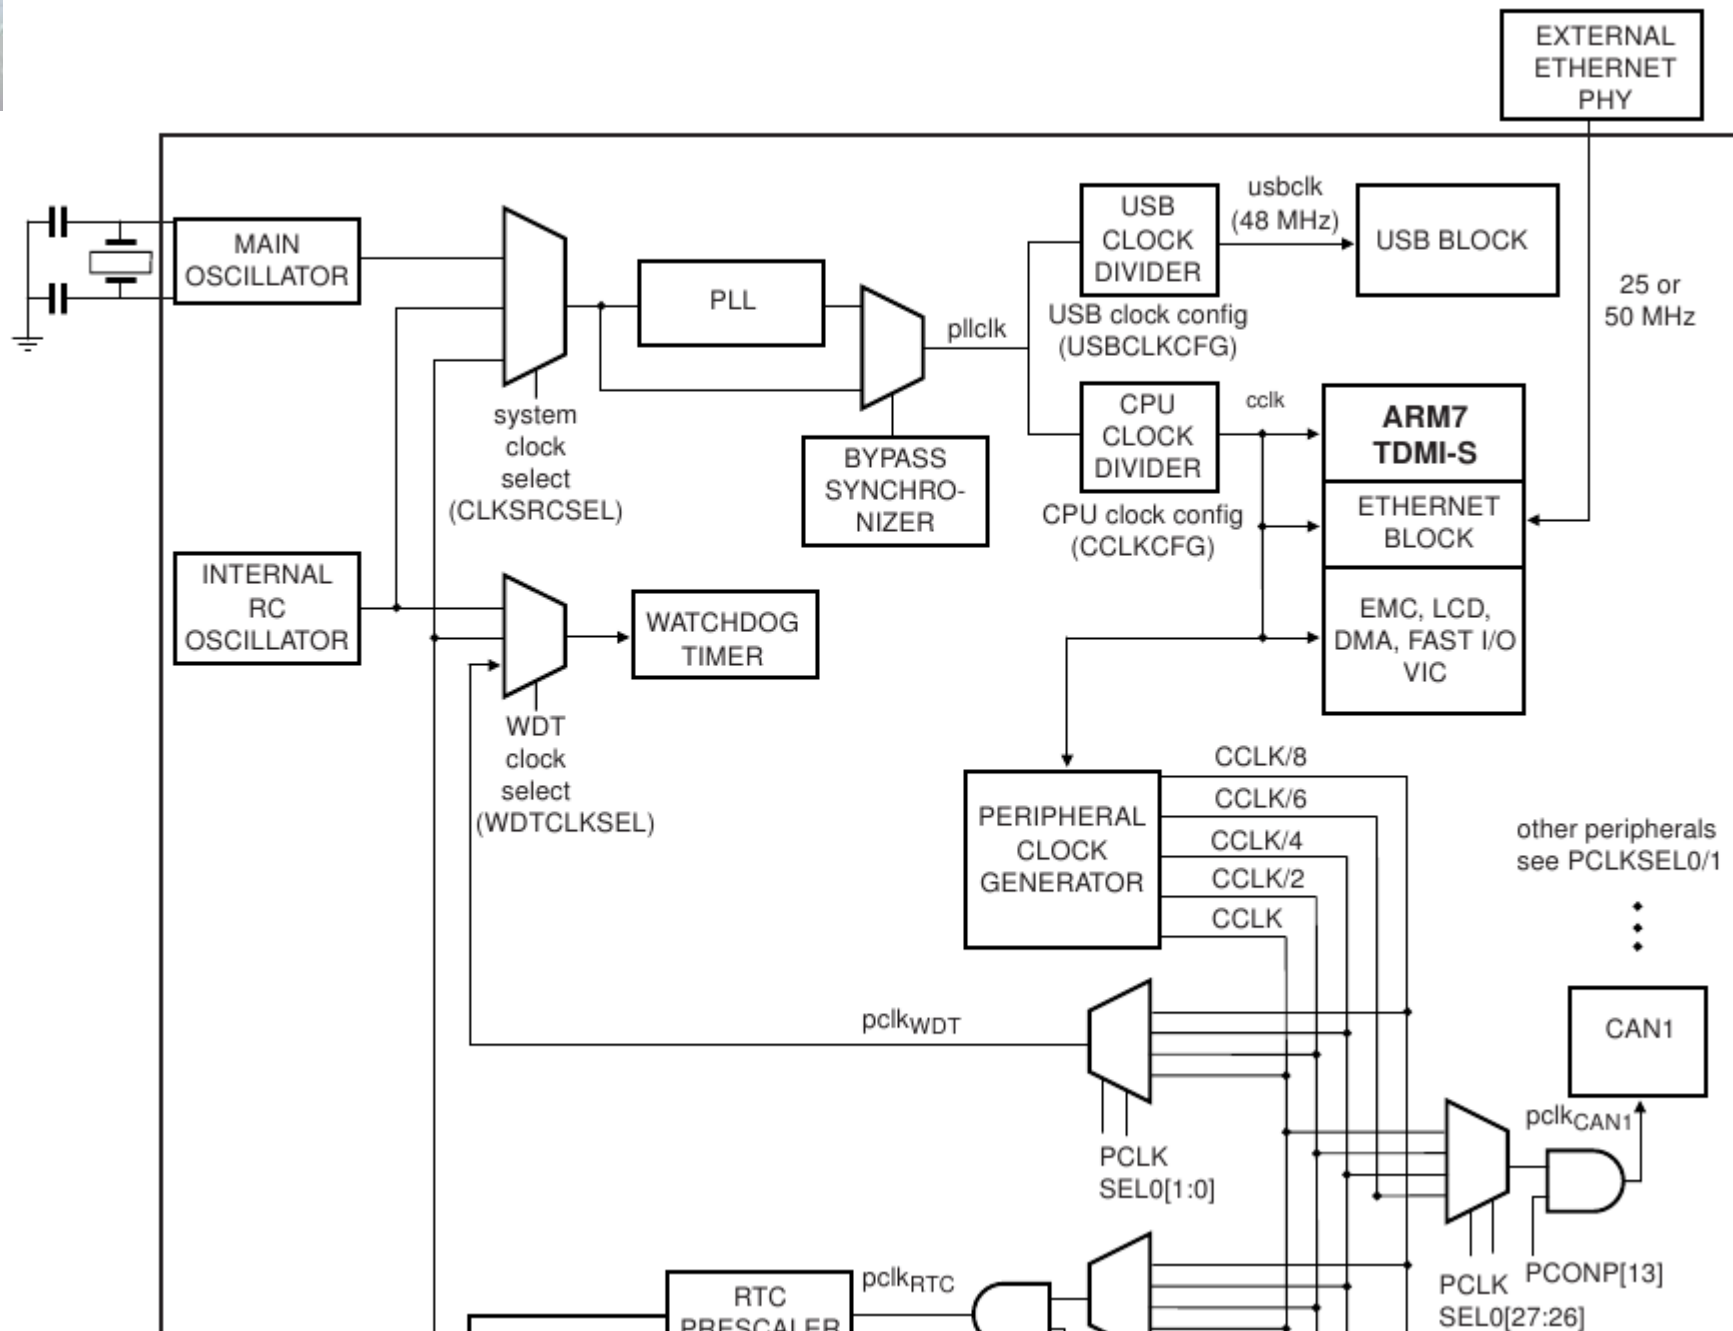 EXTERNAL
ETHERNET
PHY
MAIN
OSCILLATOR
PLL
pllclk
USB
CLOCK
DIVIDER
usbclk
(48 MHz)
USB BLOCK
25 or
50 MHz
USB clock config
(USBCLKCFG)
system
clock
select
(CLKSRCSEL)
BYPASS
SYNCHRO-
NIZER
CPU
CLOCK
DIVIDER
cclk
CPU clock config
(CCLKCFG)
ARM7
TDMI-S
ETHERNET
BLOCK
EMC, LCD,
DMA, FAST I/O
VIC
INTERNAL
RC
OSCILLATOR
WATCHDOG
TIMER
WDT
clock
select
(WDTCLKSEL)
PERIPHERAL
CLOCK
GENERATOR
CCLK/8
CCLK/6
CCLK/4
CCLK/2
CCLK
other peripherals
see PCLKSEL0/1
pclkWDT
PCLK
SEL0[1:0]
CAN1
pclkCAN1
PCLK
SEL0[27:26]
PCONP[13]
pclkRTC
RTC
PRESCALER